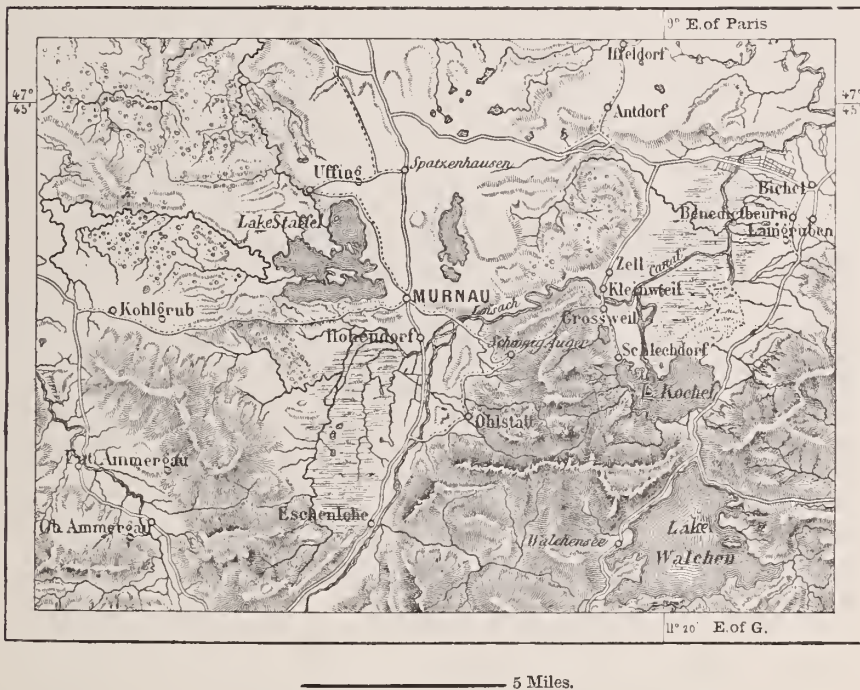 9° E.of Paris
47°
45'
47°
45'
Iffeldorf
Antdorf
Spatzenhausen
Uffing
Bichel
Lake Staffel
Benedictbeurn
Laingruben
Zell
Canal
MURNAU
Kleinweil
Kohlgrub
Loisach
Grossweil
Hohendorf
Schlechdorf
L. Kochel
Ohlstatt
Unt. Ammergau
Ob. Ammergau
Eschenlohe
Walchensee
Lake
Walchen
11° 20' E.of G.
5 Miles.